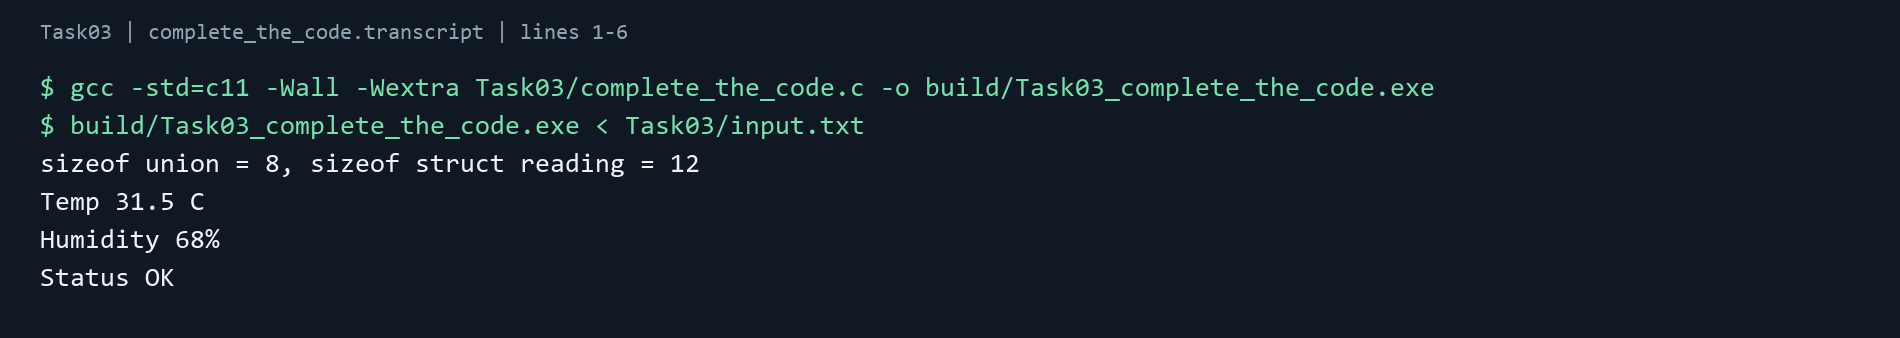 Task03 | complete_the_code.transcript | lines 1-6
$ gcc -std=c11 -Wall -Wextra Task03/complete_the_code.c -o build/Task03_complete_the_code.exe
$ build/Task03_complete_the_code.exe < Task03/input.txt
sizeof union = 8, sizeof struct reading = 12
Temp 31.5 C
Humidity 68%
Status OK